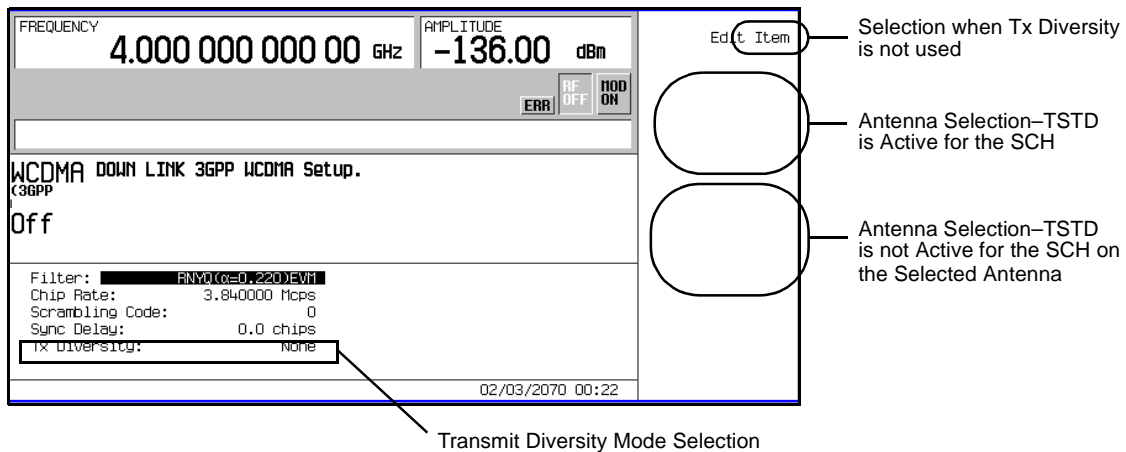 FREQUENCY
4.000 000 000 00 GHz
AMPLITUDE
-136.00 dBm
ERR
RF OFF
MOD ON
Edit Item
Selection when Tx Diversity
is not used
Antenna Selection–TSTD
is Active for the SCH
Antenna Selection–TSTD
is not Active for the SCH on
the Selected Antenna
WCDMA DOWN LINK 3GPP WCDMA Setup.
(3GPP
Off
Filter: RNYQ(α=0.220)EVM
Chip Rate: 3.840000 Mcps
Scrambling Code: 0
Sync Delay: 0.0 chips
Tx Diversity: None
02/03/2070 00:22
Transmit Diversity Mode Selection